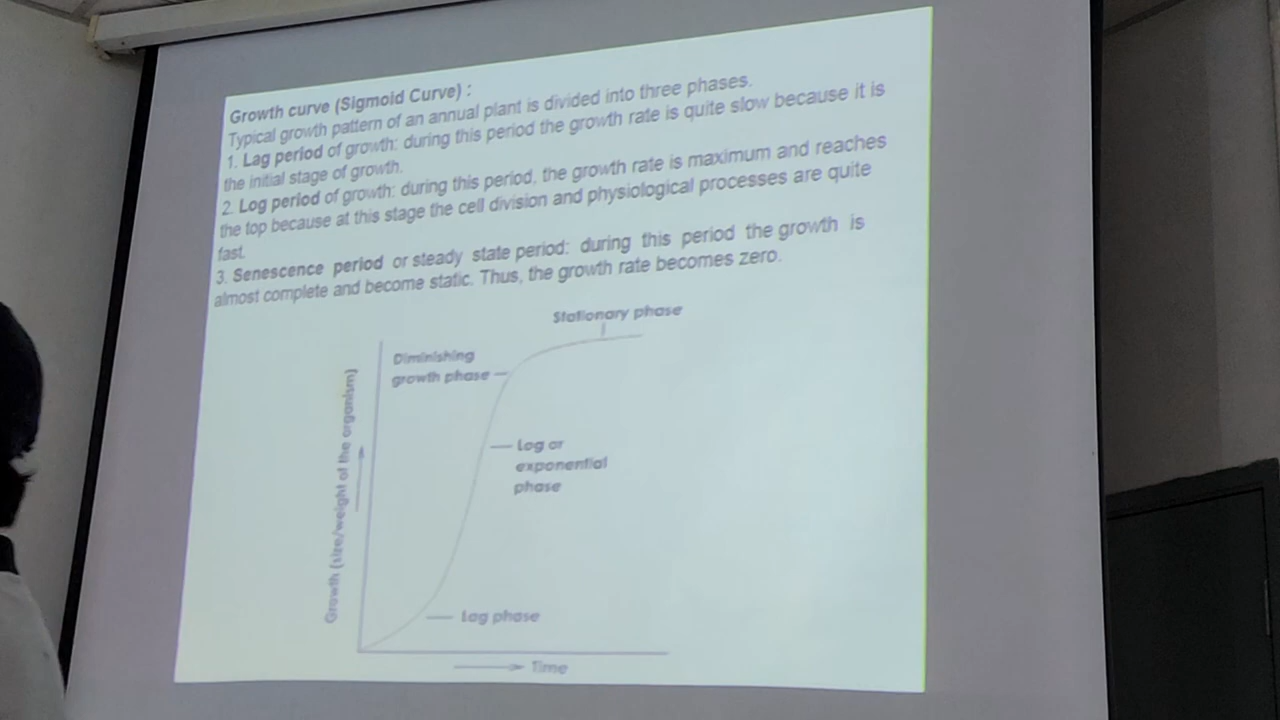 Growth curve (Sigmoid Curve) :
Typical growth pattern of an annual plant is divided into three phases.
1. Lag period of growth: during this period the growth rate is quite slow because it is
the initial stage of growth.
2. Log period of growth: during this period, the growth rate is maximum and reaches
the top because at this stage the cell division and physiological processes are quite
fast.
3. Senescence period or steady state period: during this period the growth is
almost complete and become static. Thus, the growth rate becomes zero.
Stationary phase
Diminishing
growth phase
Log or
exponential
phase
Growth (size/weight of the organism)
Lag phase
Time